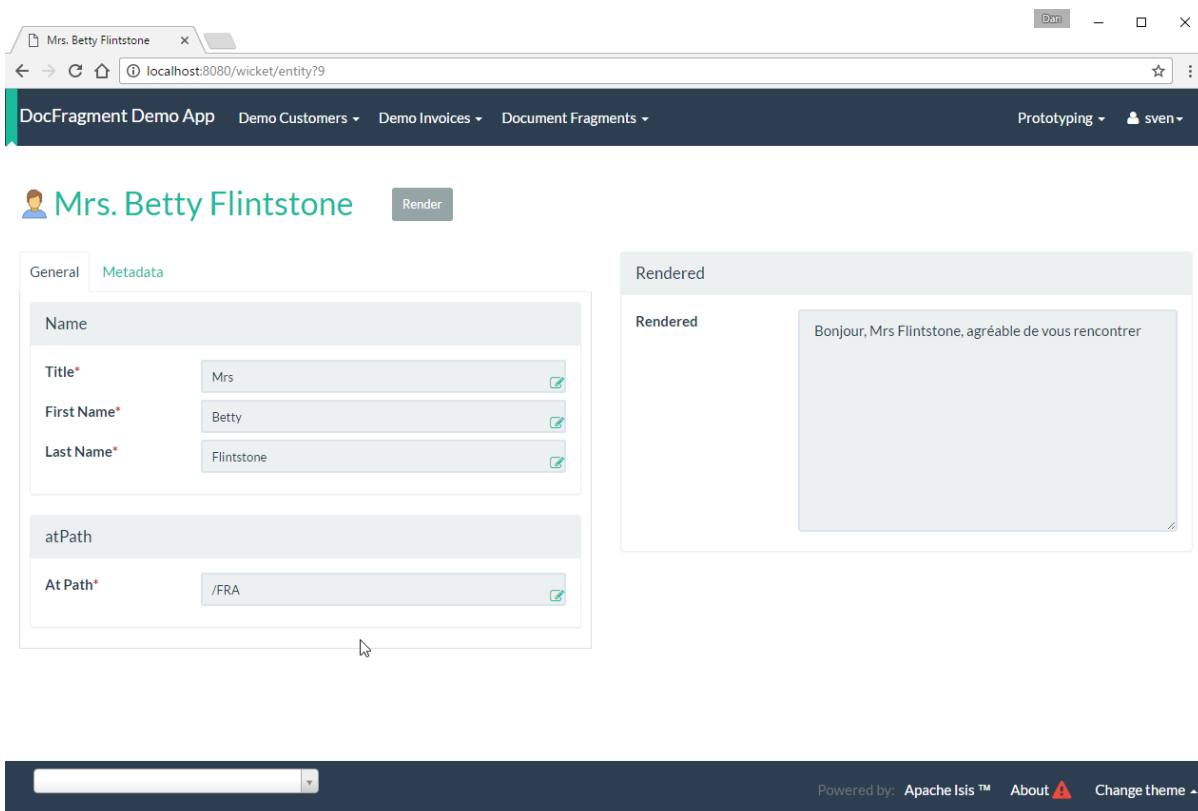 Dan
Mrs. Betty Flintstone
localhost:8080/wicket/entity?9
DocFragment Demo App Demo Customers Demo Invoices Document Fragments Prototyping sven
Mrs. Betty Flintstone Render
General Metadata
Name
Title* Mrs
First Name* Betty
Last Name* Flintstone
atPath
At Path* /FRA
Rendered
Rendered Bonjour, Mrs Flintstone, agréable de vous rencontrer
Powered by: Apache Isis ™ About Change theme